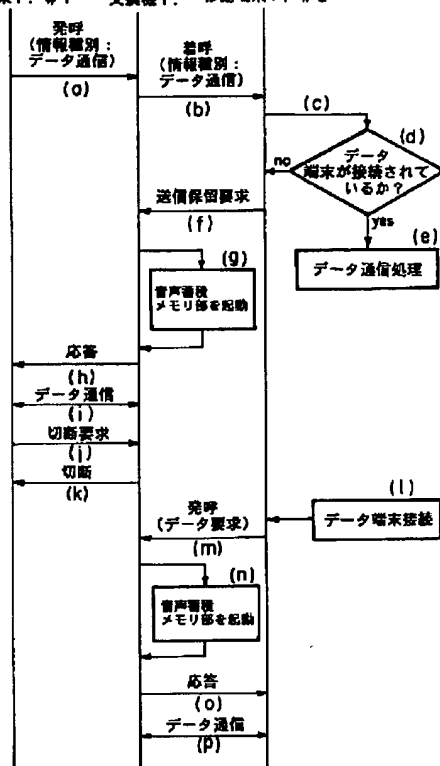 発呼
(情報種別:
データ通信)
(a)
着呼
(情報種別:
データ通信)
(b)
(c)
(d)
データ
端末が接続されて
いるか?
no
yes
送信保留要求
(f)
(e)
データ通信処理
(g)
音声蓄積
メモリ部を起動
応答
(h)
データ通信
(i)
切断要求
(j)
切断
(k)
(l)
データ端末接続
発呼
(データ要求)
(m)
(n)
音声蓄積
メモリ部を起動
応答
(o)
データ通信
(p)